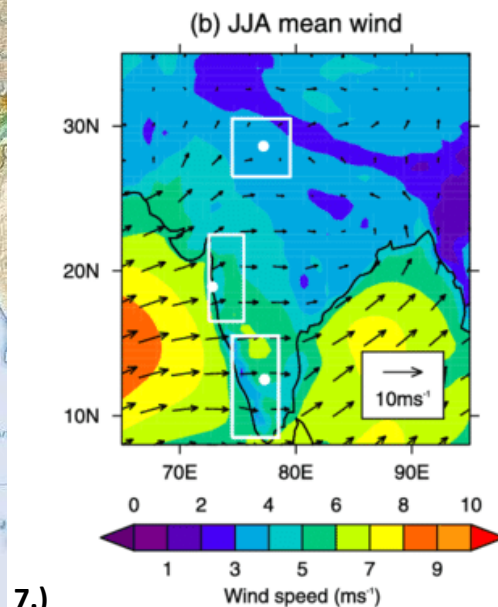 (b) JJA mean wind
30N
20N
10N
10ms⁻¹
70E 80E 90E
0 2 4 6 8 10
1 3 5 7 9
7.) Wind speed (ms⁻¹)